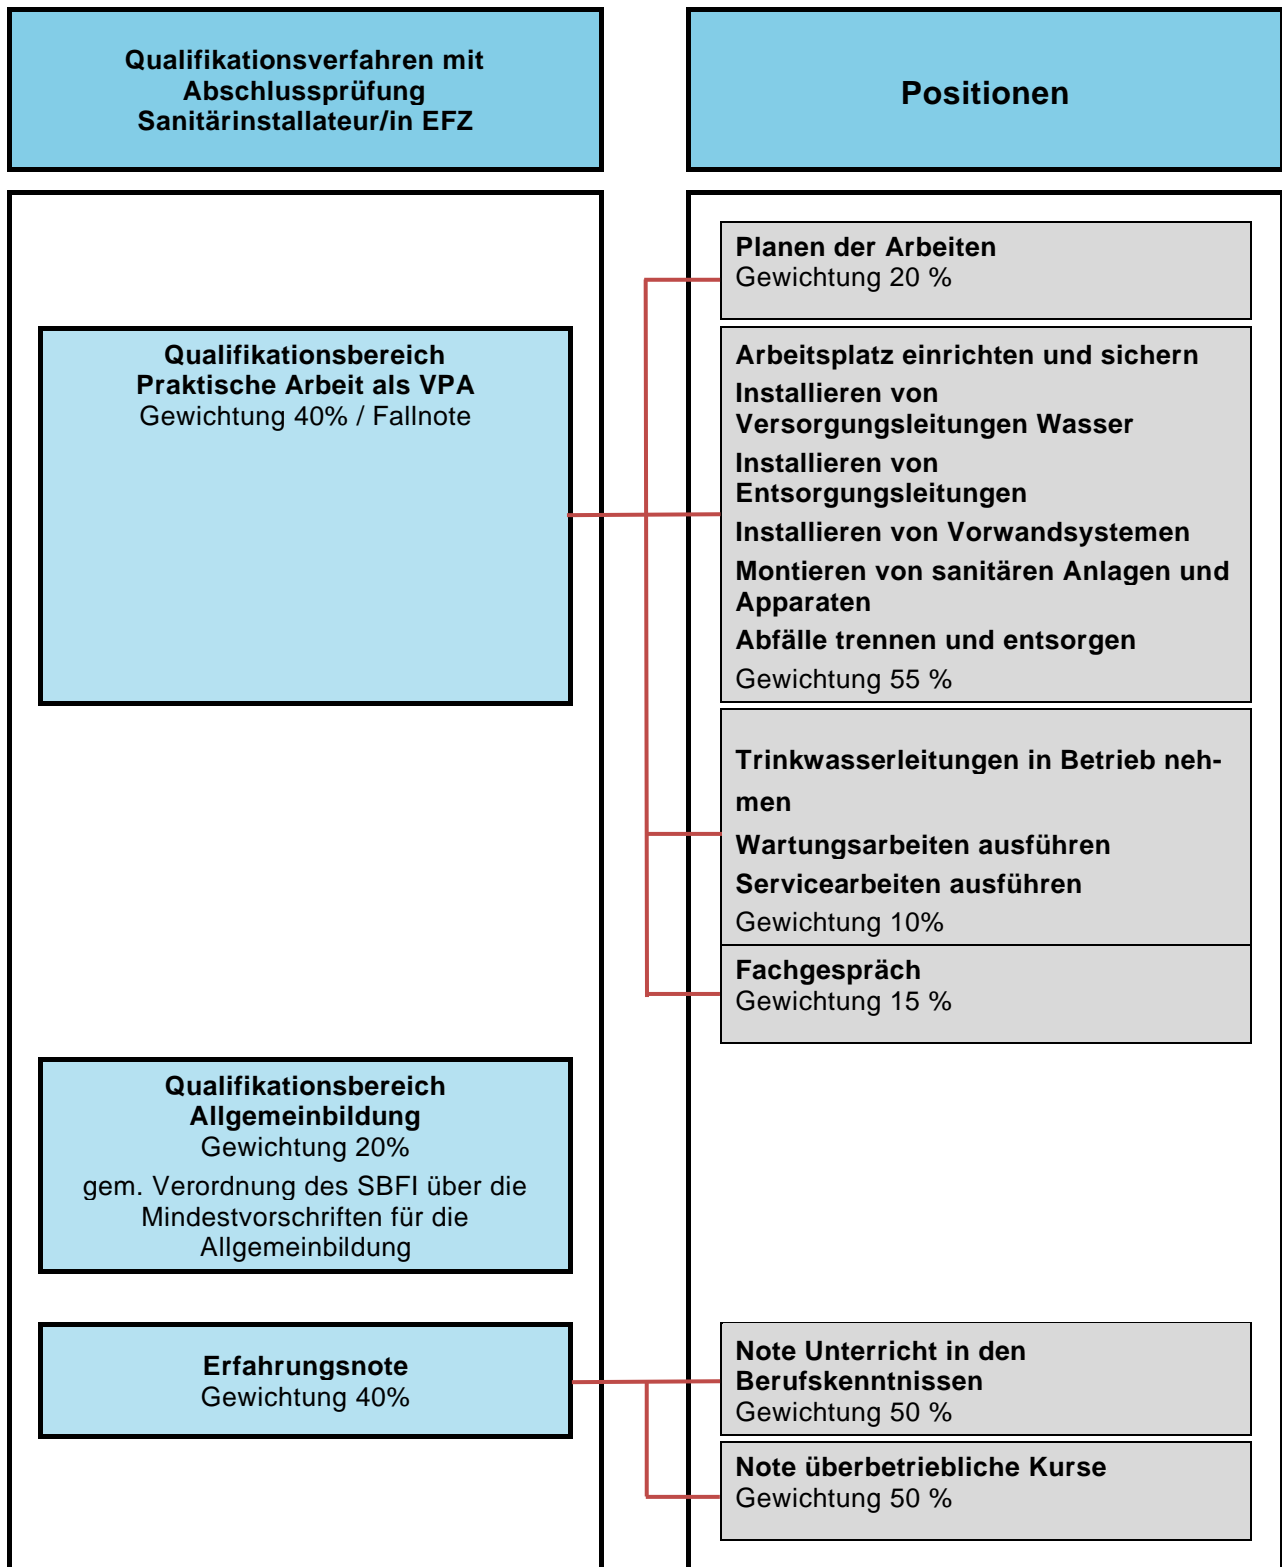 Qualifikationsverfahren mit
Abschlussprüfung
Sanitärinstallateur/in EFZ
Positionen
Planen der Arbeiten
Gewichtung 20 %
Qualifikationsbereich
Praktische Arbeit als VPA
Gewichtung 40% / Fallnote
Arbeitsplatz einrichten und sichern
Installieren von
Versorgungsleitungen Wasser
Installieren von
Entsorgungsleitungen
Installieren von Vorwandsystemen
Montieren von sanitären Anlagen und
Apparaten
Abfälle trennen und entsorgen
Gewichtung 55 %
Trinkwasserleitungen in Betrieb neh-
men
Wartungsarbeiten ausführen
Servicearbeiten ausführen
Gewichtung 10%
Fachgespräch
Gewichtung 15 %
Qualifikationsbereich
Allgemeinbildung
Gewichtung 20%
gem. Verordnung des SBFI über die
Mindestvorschriften für die
Allgemeinbildung
Erfahrungsnote
Gewichtung 40%
Note Unterricht in den
Berufskenntnissen
Gewichtung 50 %
Note überbetriebliche Kurse
Gewichtung 50 %